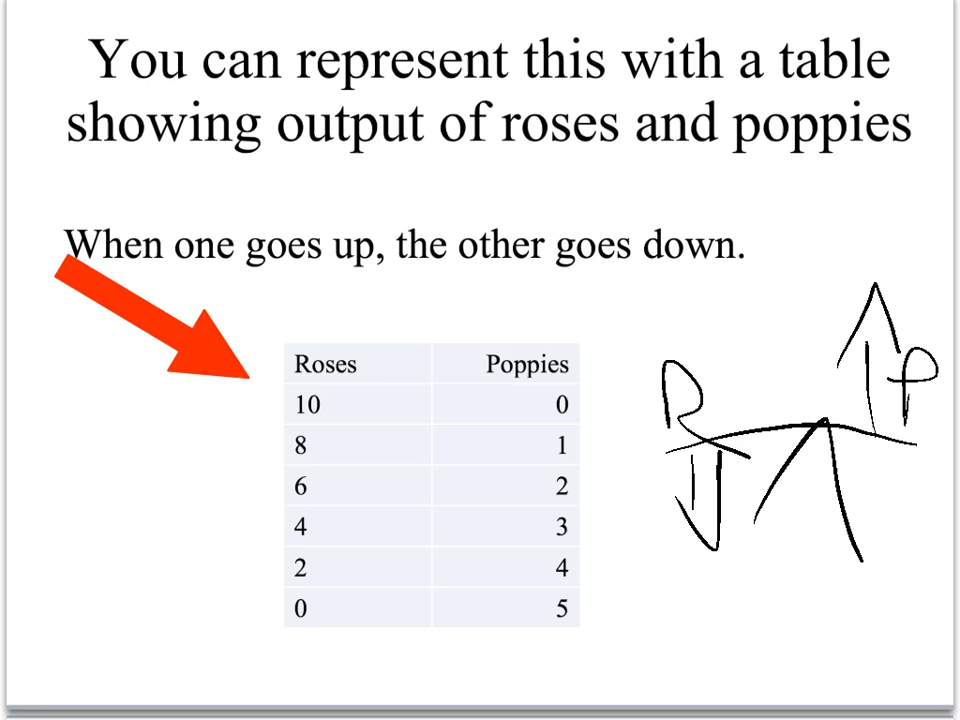 You can represent this with a table
showing output of roses and poppies
When one goes up, the other goes down.
Roses Poppies
10 0
8 1
6 2
4 3
2 4
0 5
R P